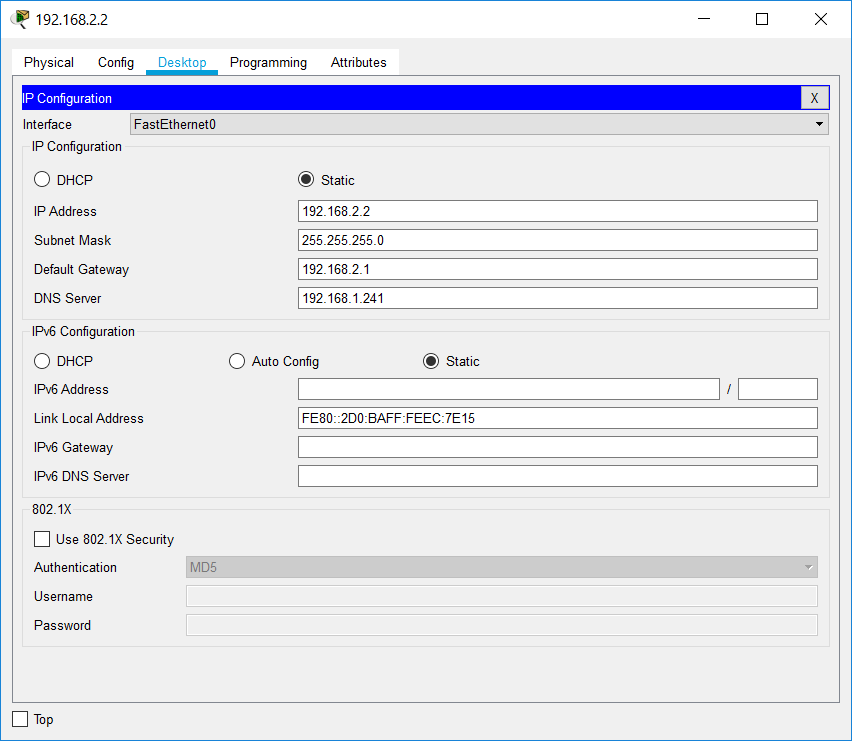 192.168.2.2
Physical Config Desktop Programming Attributes
IP Configuration X
Interface FastEthernet0
IP Configuration
DHCP Static
IP Address 192.168.2.2
Subnet Mask 255.255.255.0
Default Gateway 192.168.2.1
DNS Server 192.168.1.241
IPv6 Configuration
DHCP Auto Config Static
IPv6 Address /
Link Local Address FE80::2D0:BAFF:FEEC:7E15
IPv6 Gateway
IPv6 DNS Server
802.1X
Use 802.1X Security
Authentication MD5
Username
Password
Top